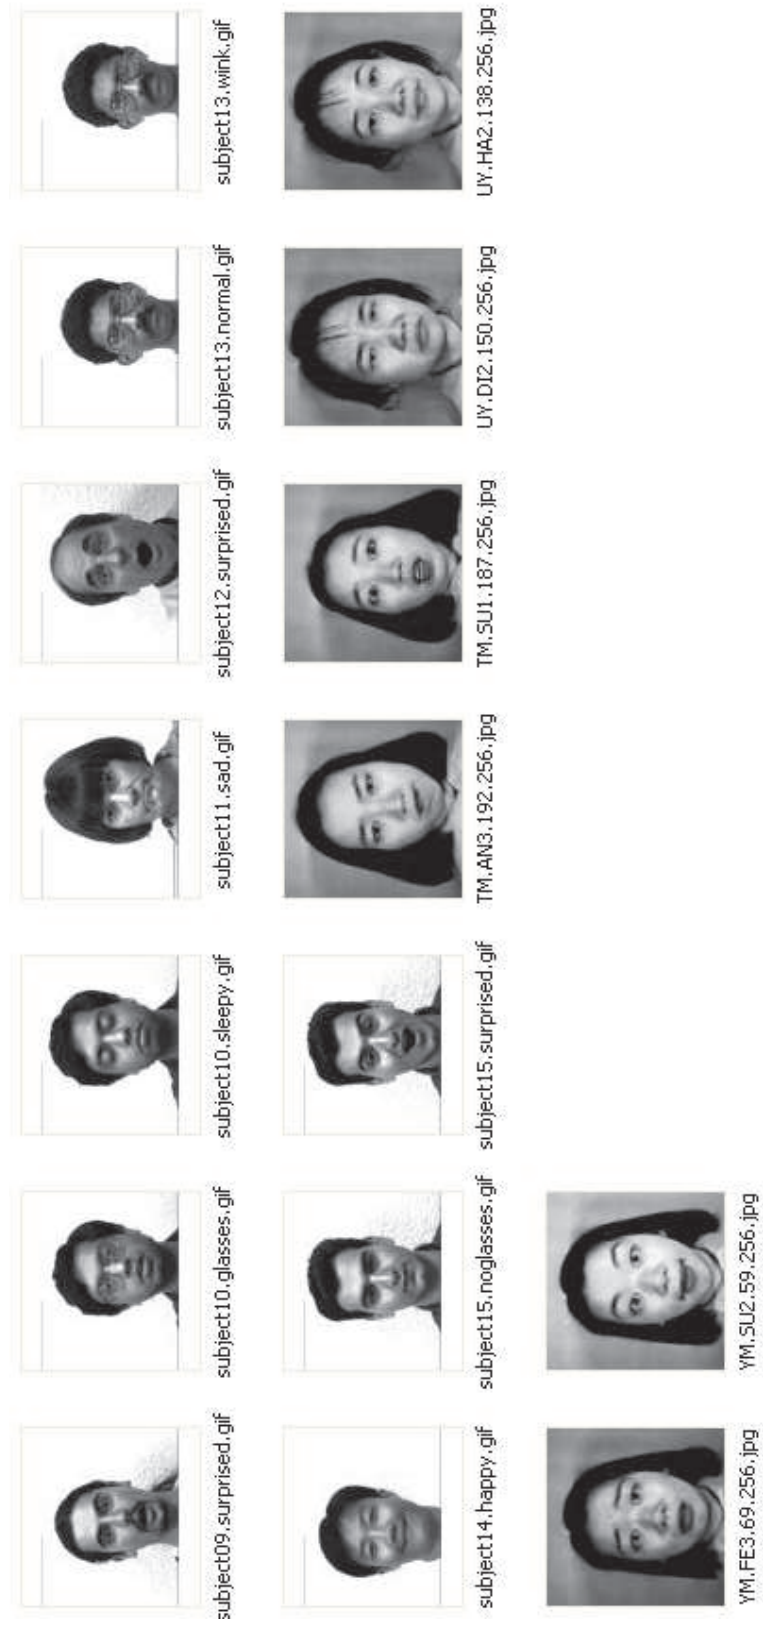 subject09.surprised.gif
subject10.glasses.gif
subject10.sleepy.gif
subject11.sad.gif
subject12.surprised.gif
subject13.normal.gif
subject13.wink.gif
subject14.happy.gif
subject15.noglasses.gif
subject15.surprised.gif
TM.AN3.192.256.jpg
TM.SU1.187.256.jpg
UY.DI2.150.256.jpg
UY.HA2.138.256.jpg
YM.FE3.69.256.jpg
YM.SU2.59.256.jpg